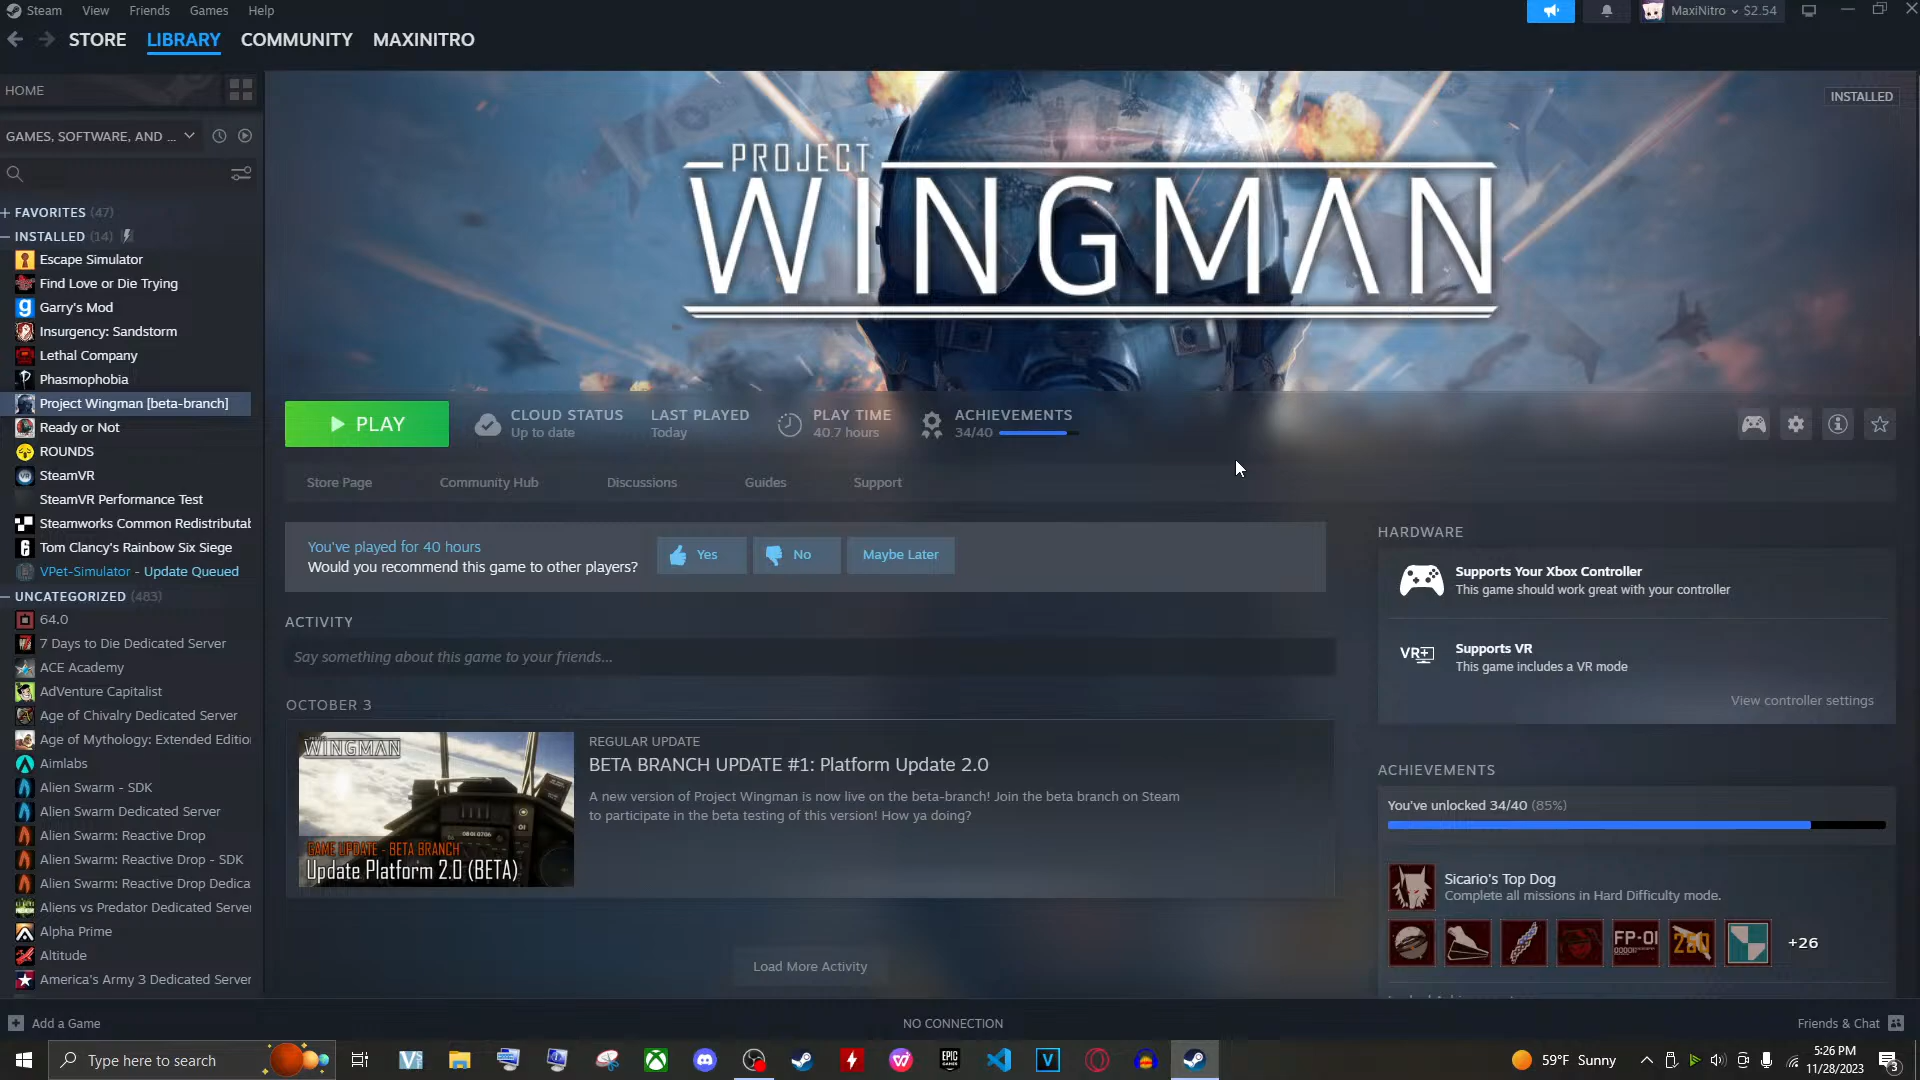 Steam View Friends Games Help
MaxiNitro $2.54
STORE LIBRARY COMMUNITY MAXINITRO
HOME
GAMES, SOFTWARE, AND ...
FAVORITES (47)
INSTALLED (14)
Escape Simulator
Find Love or Die Trying
Garry's Mod
Insurgency: Sandstorm
Lethal Company
Phasmophobia
Project Wingman [beta-branch]
Ready or Not
ROUNDS
SteamVR
SteamVR Performance Test
Steamworks Common Redistributab
Tom Clancy's Rainbow Six Siege
VPet-Simulator - Update Queued
UNCATEGORIZED (483)
64.0
7 Days to Die Dedicated Server
ACE Academy
AdVenture Capitalist
Age of Chivalry Dedicated Server
Age of Mythology: Extended Editio
Aimlabs
Alien Swarm - SDK
Alien Swarm Dedicated Server
Alien Swarm: Reactive Drop
Alien Swarm: Reactive Drop - SDK
Alien Swarm: Reactive Drop Dedica
Aliens vs Predator Dedicated Serve
Alpha Prime
Altitude
America's Army 3 Dedicated Server
INSTALLED
PROJECT
WINGMAN
PLAY
CLOUD STATUS
Up to date
LAST PLAYED
Today
PLAY TIME
40.7 hours
ACHIEVEMENTS
34/40
Store Page Community Hub Discussions Guides Support
You've played for 40 hours
Would you recommend this game to other players?
Yes No Maybe Later
ACTIVITY
Say something about this game to your friends...
OCTOBER 3
WINGMAN
GAME UPDATE - BETA BRANCH
Update Platform 2.0 (BETA)
REGULAR UPDATE
BETA BRANCH UPDATE #1: Platform Update 2.0
A new version of Project Wingman is now live on the beta-branch! Join the beta branch on Steam
to participate in the beta testing of this version! How ya doing?
Load More Activity
HARDWARE
Supports Your Xbox Controller
This game should work great with your controller
VR
Supports VR
This game includes a VR mode
View controller settings
ACHIEVEMENTS
You've unlocked 34/40 (85%)
Sicario's Top Dog
Complete all missions in Hard Difficulty mode.
FP-01
+26
Add a Game
NO CONNECTION
Friends & Chat
Type here to search
EPIC
59°F Sunny
5:26 PM
11/28/2023
3